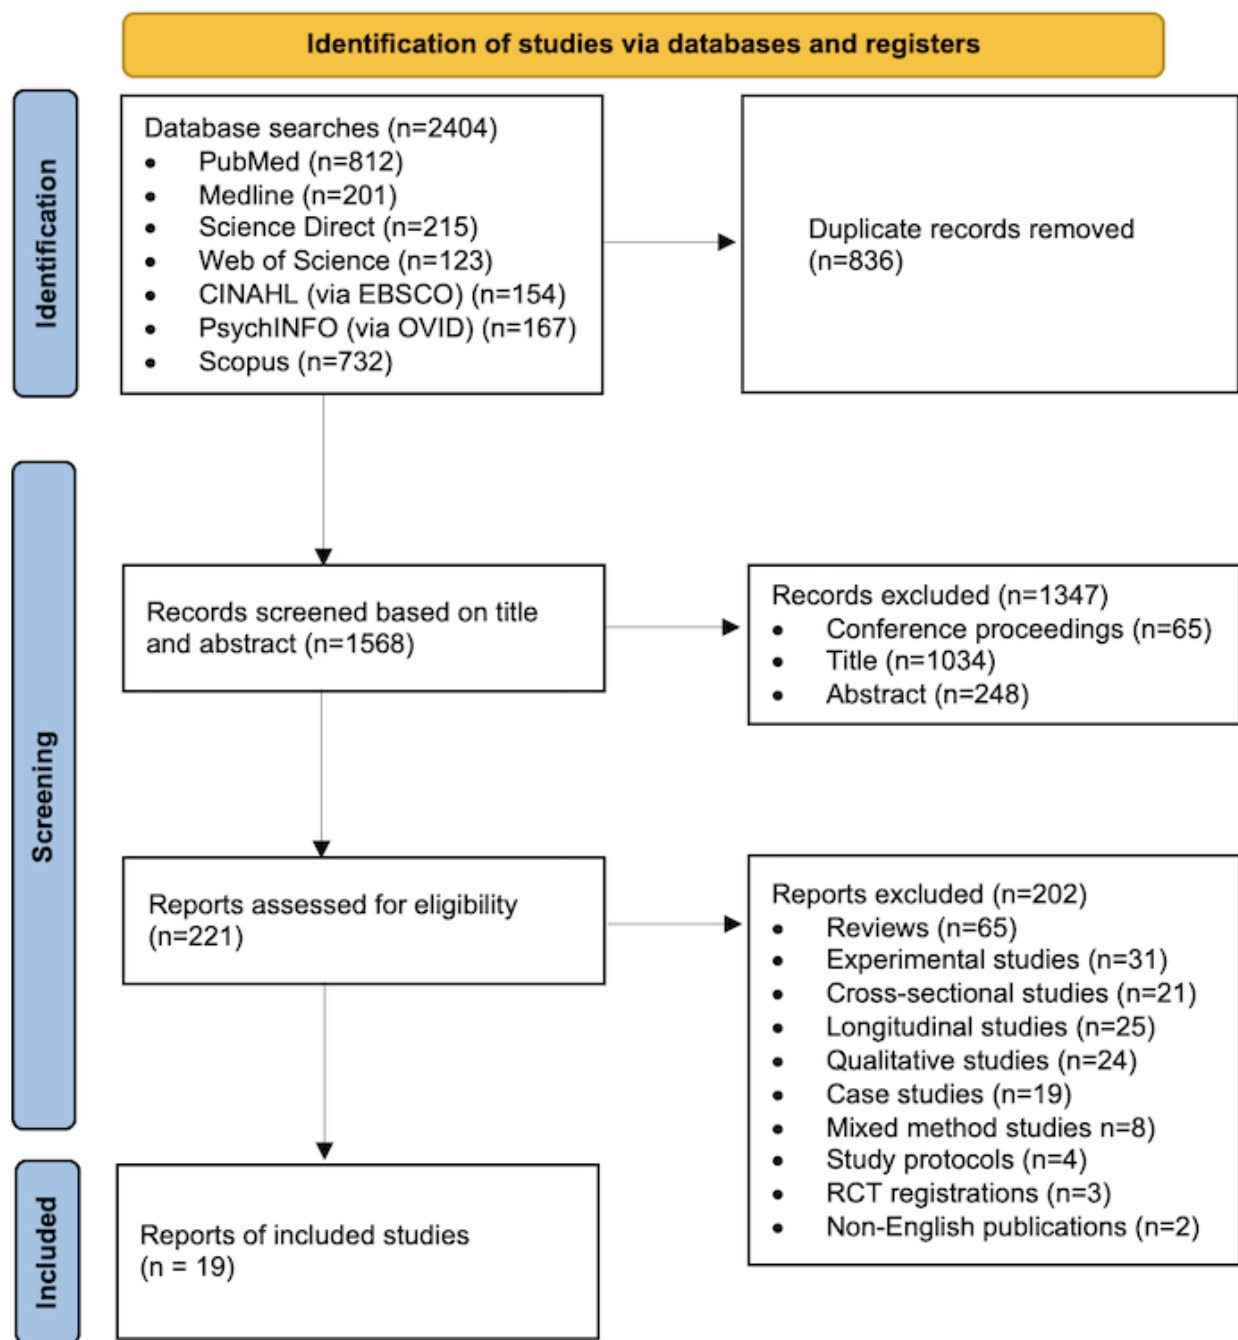 Identification of studies via databases and registers
Identification
Database searches (n=2404)
• PubMed (n=812)
• Medline (n=201)
• Science Direct (n=215)
• Web of Science (n=123)
• CINAHL (via EBSCO) (n=154)
• PsychINFO (via OVID) (n=167)
• Scopus (n=732)
Duplicate records removed
(n=836)
Screening
Records screened based on title
and abstract (n=1568)
Records excluded (n=1347)
• Conference proceedings (n=65)
• Title (n=1034)
• Abstract (n=248)
Reports assessed for eligibility
(n=221)
Reports excluded (n=202)
• Reviews (n=65)
• Experimental studies (n=31)
• Cross-sectional studies (n=21)
• Longitudinal studies (n=25)
• Qualitative studies (n=24)
• Case studies (n=19)
• Mixed method studies n=8)
• Study protocols (n=4)
• RCT registrations (n=3)
• Non-English publications (n=2)
Included
Reports of included studies
(n = 19)